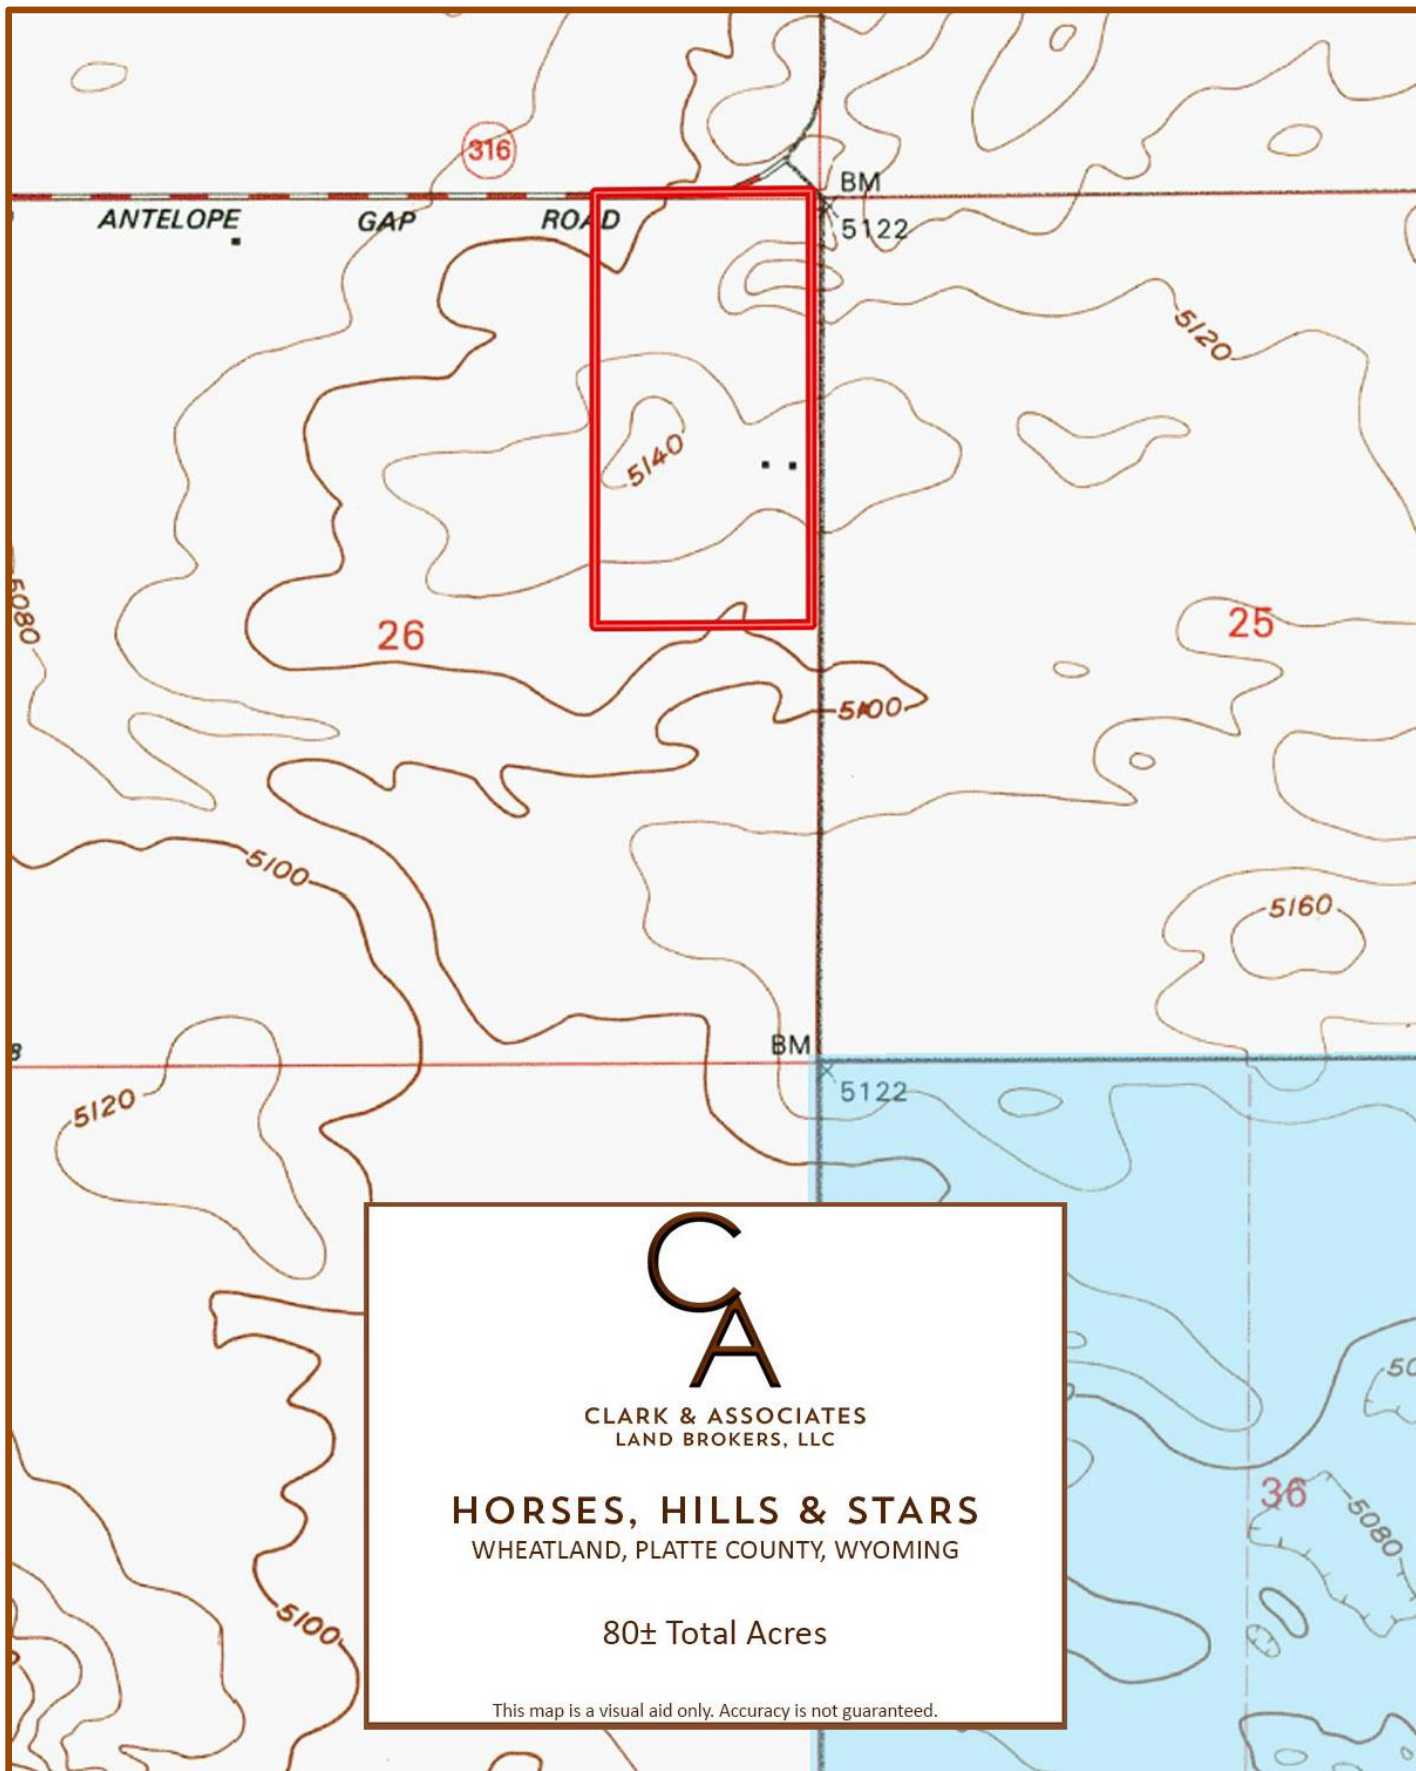 316
BM
ANTELOPE GAP ROAD
5122
5120
5140
5080
26
25
5100
5100
5160
BM
5122
5120
5100
36
5080
CA
CLARK & ASSOCIATES
LAND BROKERS, LLC
HORSES, HILLS & STARS
WHEATLAND, PLATTE COUNTY, WYOMING
80± Total Acres
This map is a visual aid only. Accuracy is not guaranteed.